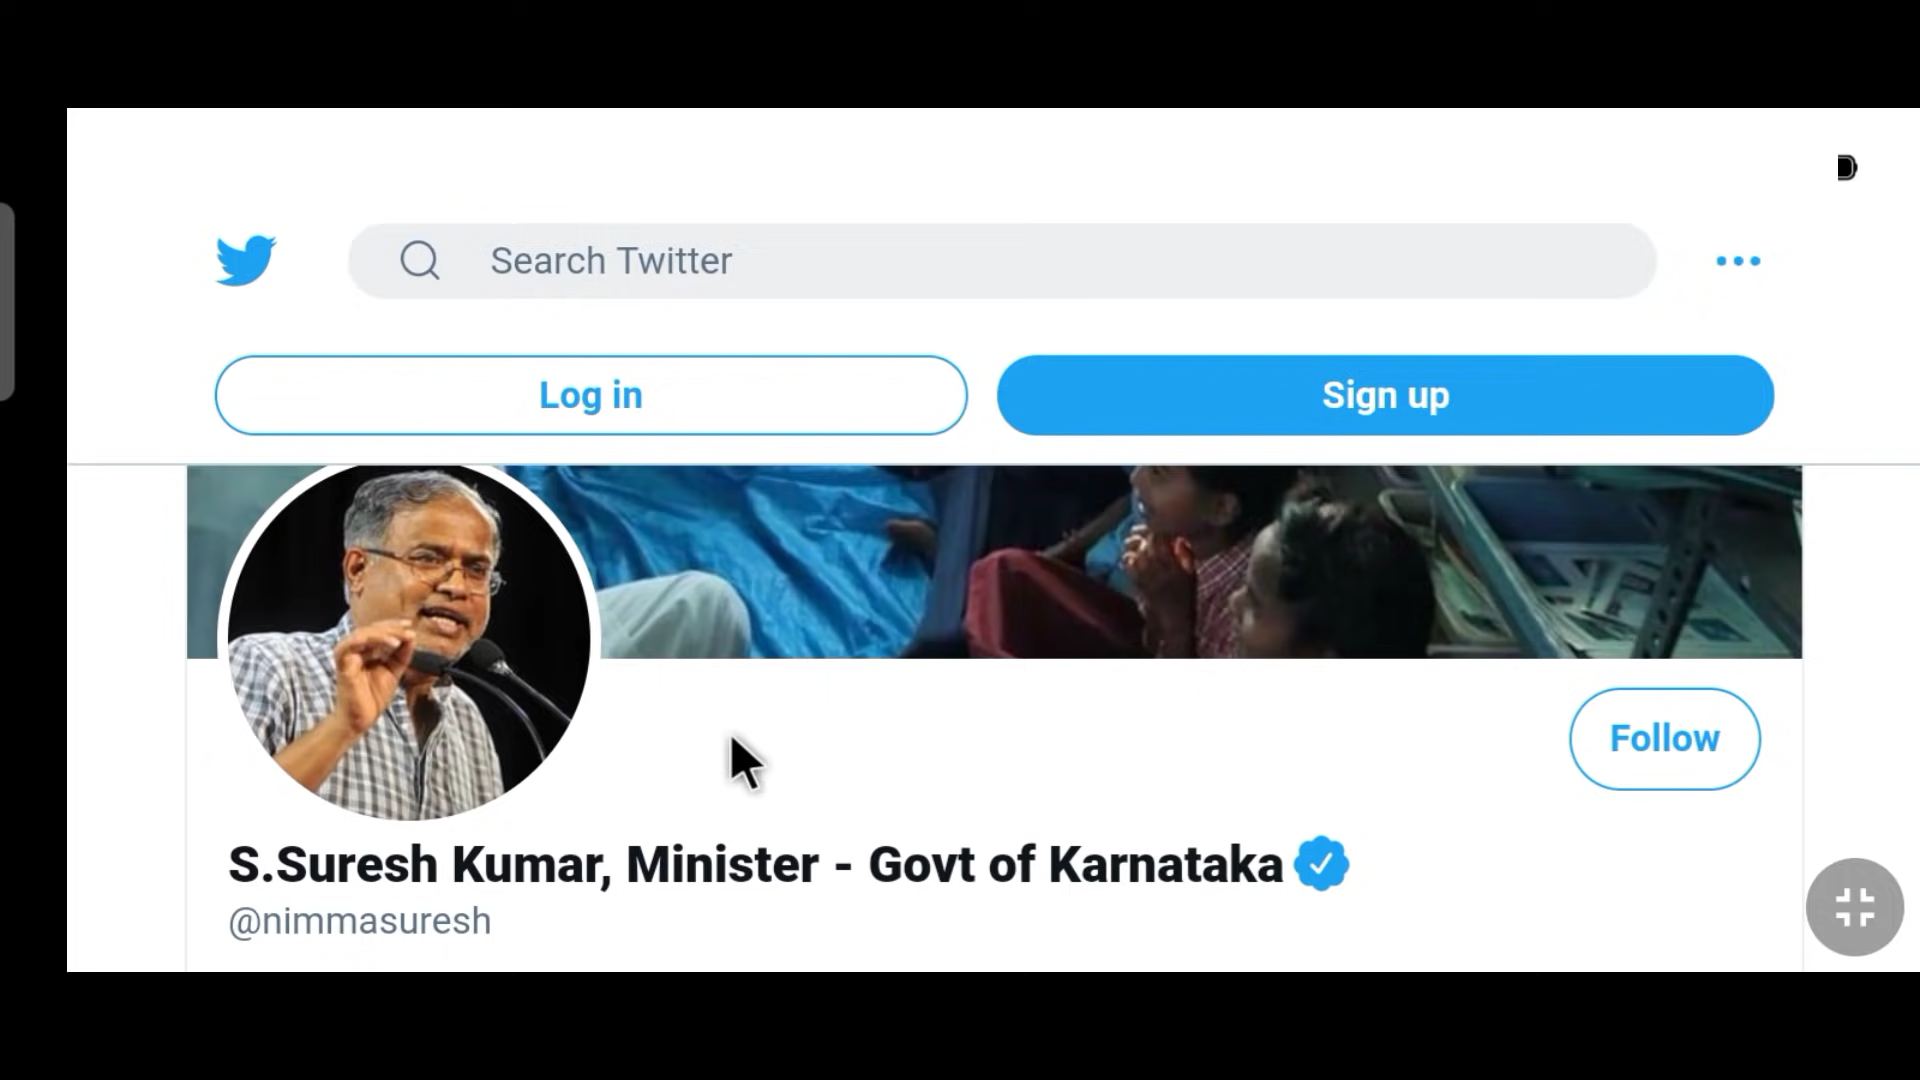 Search Twitter
Log in
Sign up
Follow
S.Suresh Kumar, Minister - Govt of Karnataka
@nimmasuresh